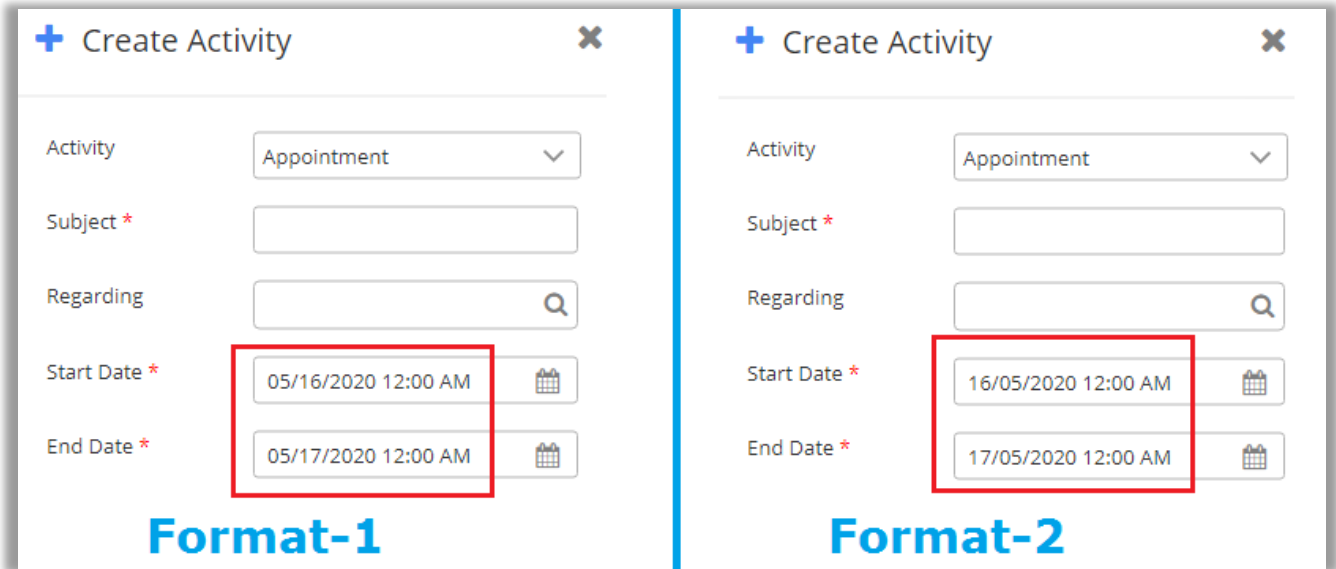 + Create Activity
Activity
Appointment
Subject *
Regarding
Start Date *
05/16/2020 12:00 AM
End Date *
05/17/2020 12:00 AM
Format-1
+ Create Activity
Activity
Appointment
Subject *
Regarding
Start Date *
16/05/2020 12:00 AM
End Date *
17/05/2020 12:00 AM
Format-2